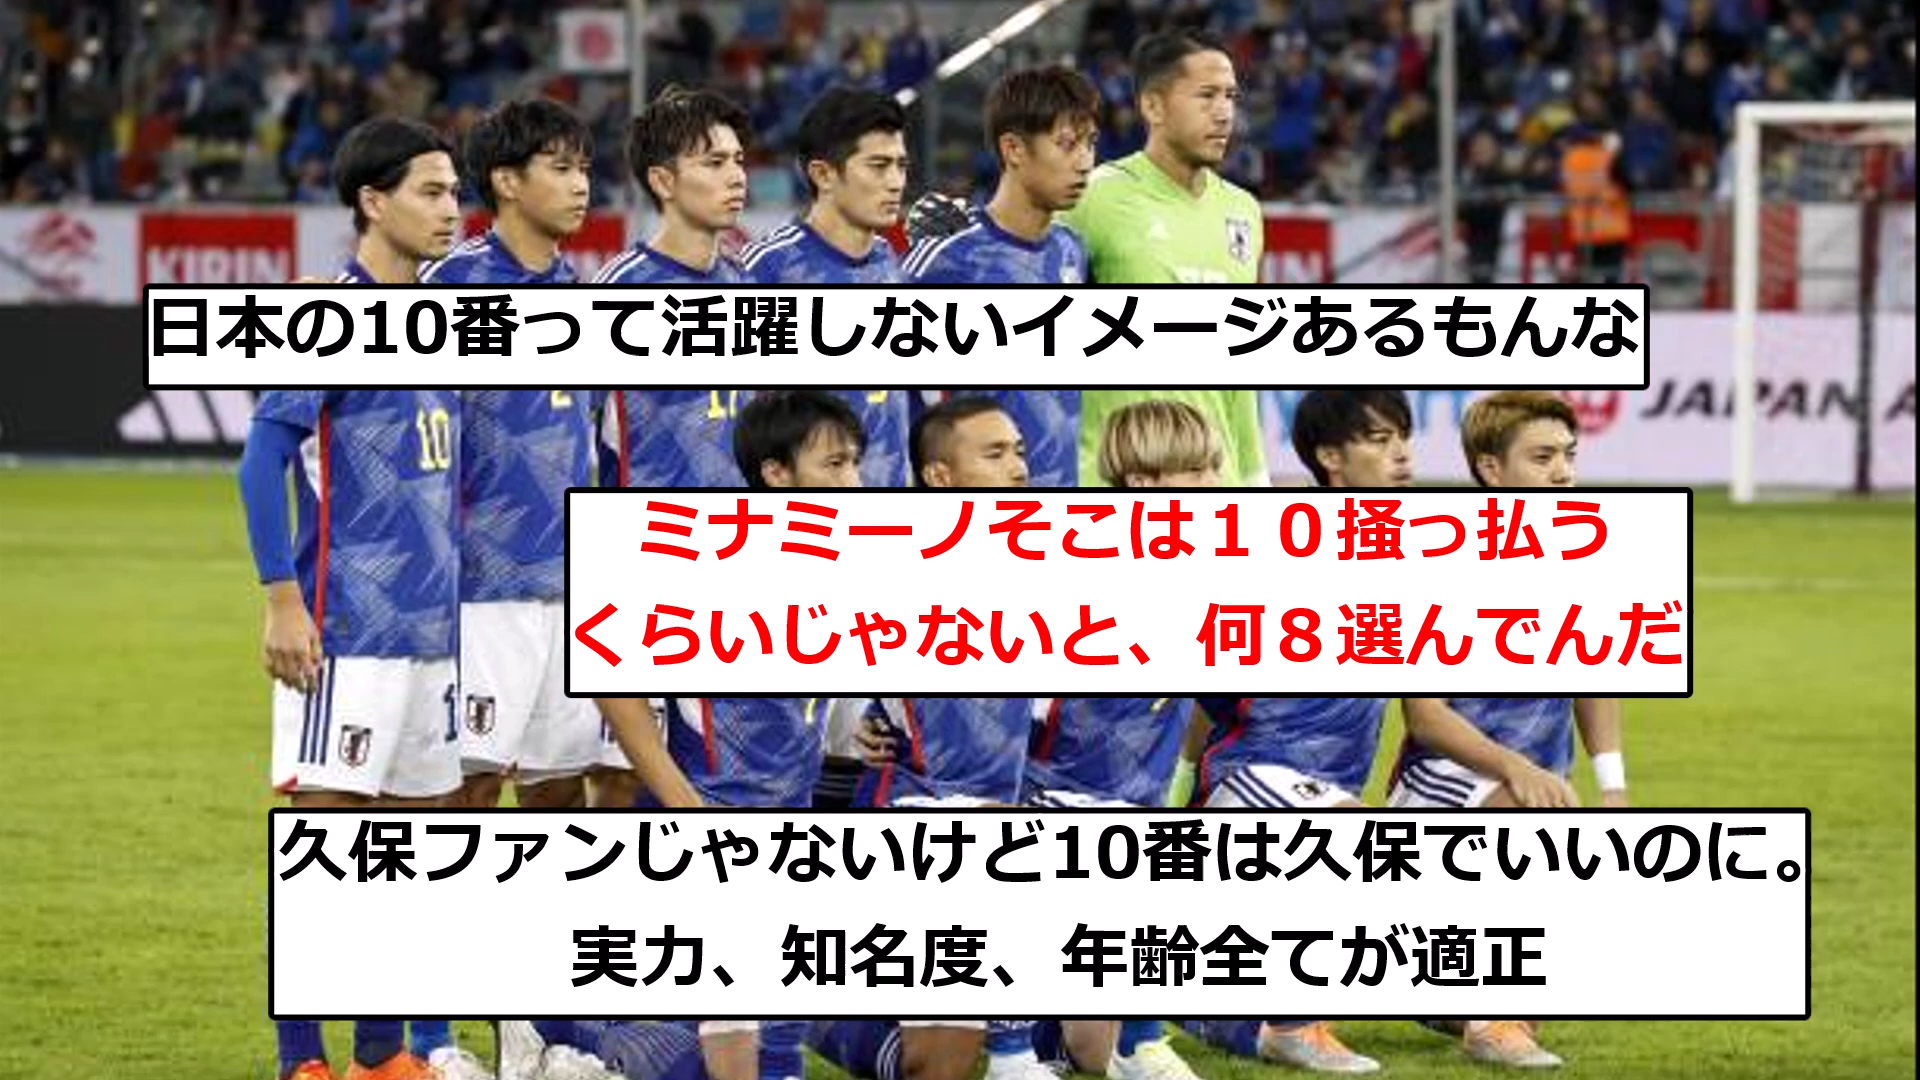 KIRIN
日本の10番って活躍しないイメージあるもんな
JAPAN A
10
2
17
ミナミーノそこは１０掻っ払う
くらいじゃないと、何８選んでんだ
久保ファンじゃないけど10番は久保でいいのに。
実力、知名度、年齢全てが適正